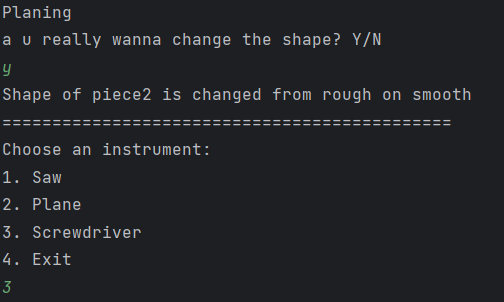 Planing
a u really wanna change the shape? Y/N
y
Shape of piece2 is changed from rough on smooth
=============================================
Choose an instrument:
1. Saw
2. Plane
3. Screwdriver
4. Exit
3